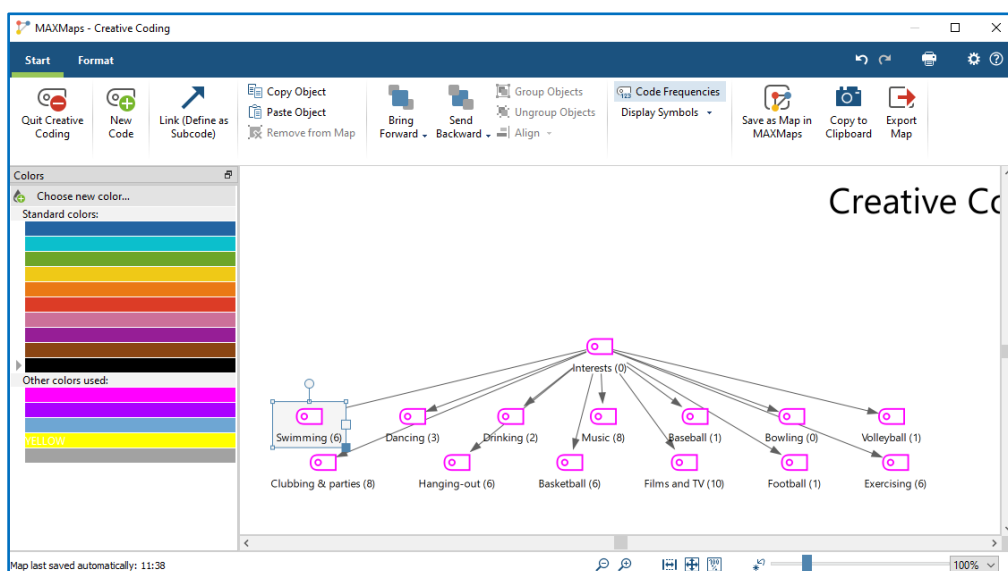 MAXMaps - Creative Coding
Start Format
Quit Creative Coding
New Code
Link (Define as Subcode)
Copy Object
Paste Object
Remove from Map
Bring Forward
Send Backward
Group Objects
Ungroup Objects
Align
Code Frequencies
Display Symbols
Save as Map in MAXMaps
Copy to Clipboard
Export Map
Colors
Choose new color...
Standard colors:
Other colors used:
YELLOW
Creative Co
Interests (0)
Swimming (6) Dancing (3) Drinking (2) Music (8) Baseball (1) Bowling (0) Volleyball (1)
Clubbing & parties (8) Hanging-out (6) Basketball (6) Films and TV (10) Football (1) Exercising (6)
Map last saved automatically: 11:38
100%